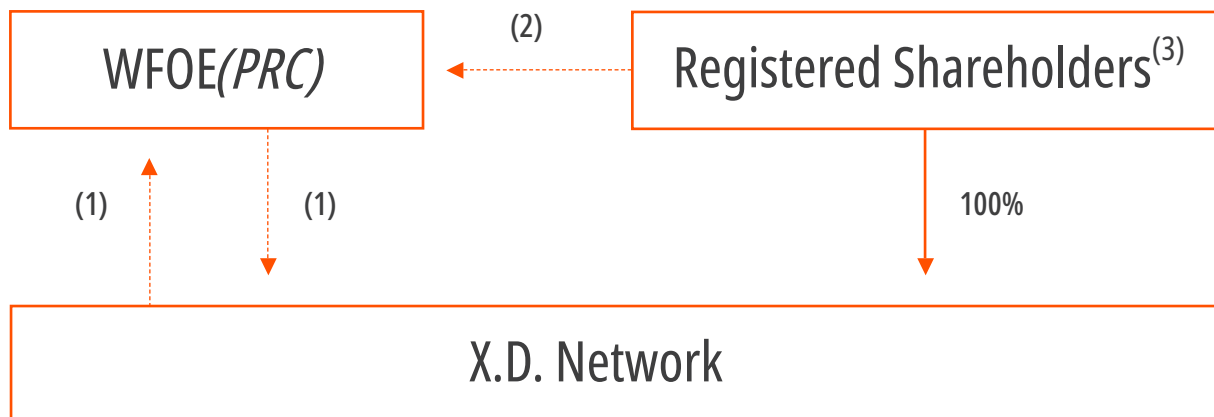 (2)
WFOE(PRC)
Registered Shareholders(3)
(1)
(1)
100%
X.D. Network